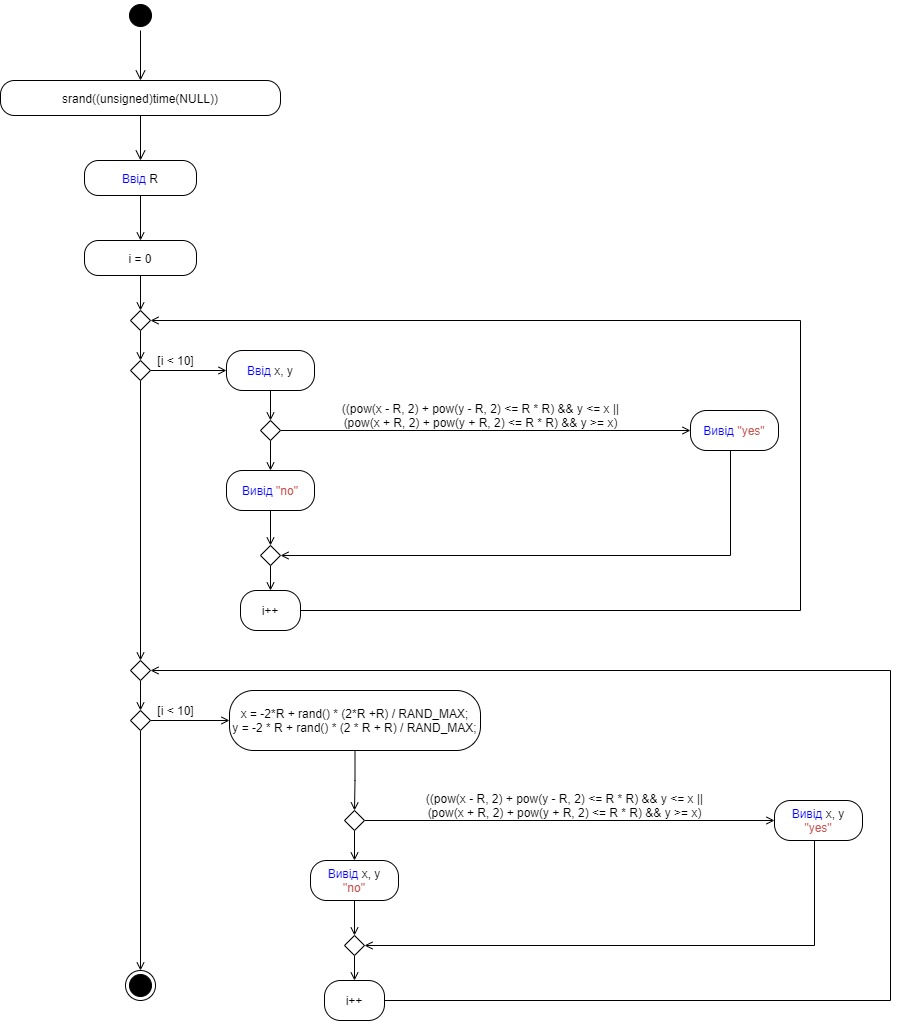 srand((unsigned)time(NULL))
Ввід R
i = 0
[i < 10]
Ввід x, y
((pow(x - R, 2) + pow(y - R, 2) <= R * R) && y <= x ||
(pow(x + R, 2) + pow(y + R, 2) <= R * R) && y >= x)
Вивід "yes"
Вивід "no"
i++
[i < 10]
x = -2*R + rand() * (2*R +R) / RAND_MAX;
y = -2 * R + rand() * (2 * R + R) / RAND_MAX;
((pow(x - R, 2) + pow(y - R, 2) <= R * R) && y <= x ||
(pow(x + R, 2) + pow(y + R, 2) <= R * R) && y >= x)
Вивід x, y
"yes"
Вивід x, y
"no"
i++